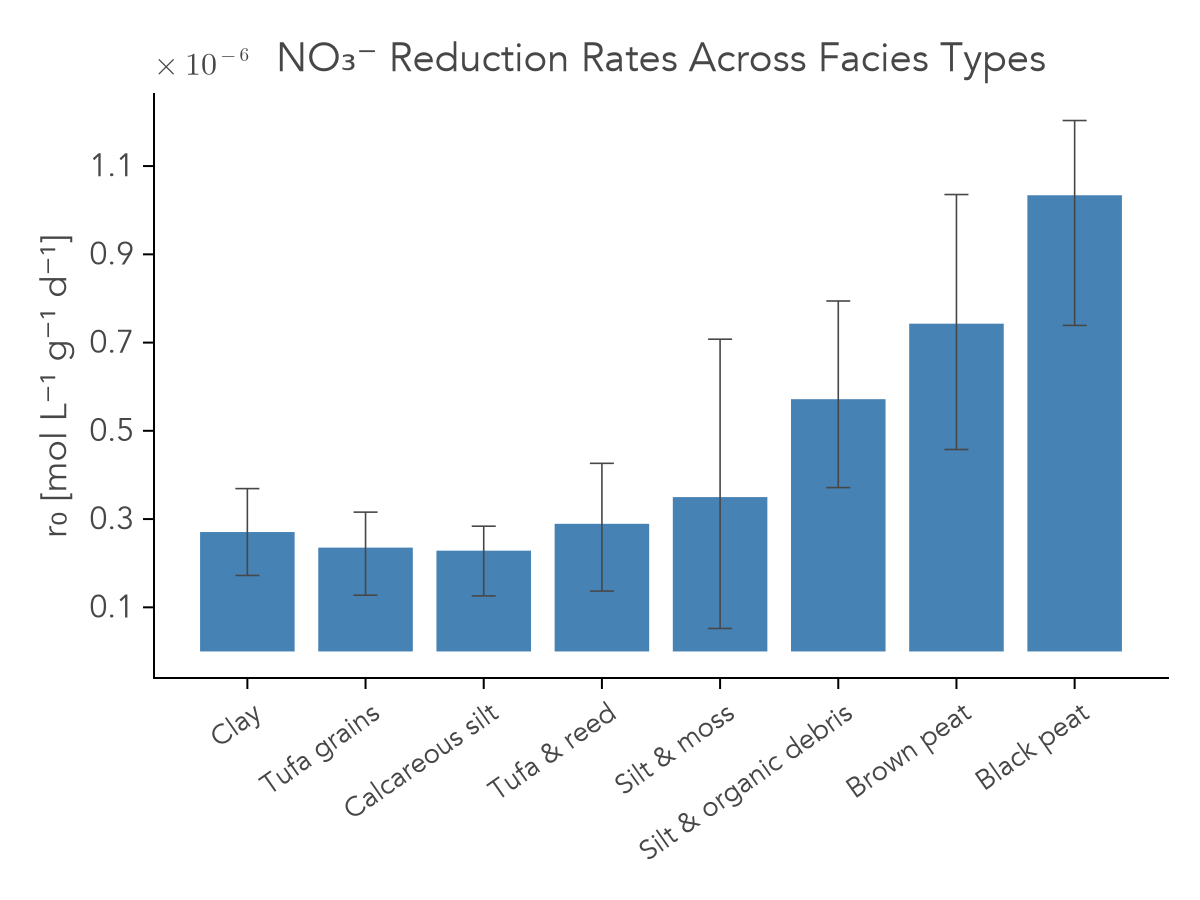 × 10⁻⁶
NO₃⁻ Reduction Rates Across Facies Types
r₀ [mol L⁻¹ g⁻¹ d⁻¹]
1.1
0.9
0.7
0.5
0.3
0.1
Clay
Tufa grains
Calcareous silt
Tufa & reed
Silt & moss
Silt & organic debris
Brown peat
Black peat